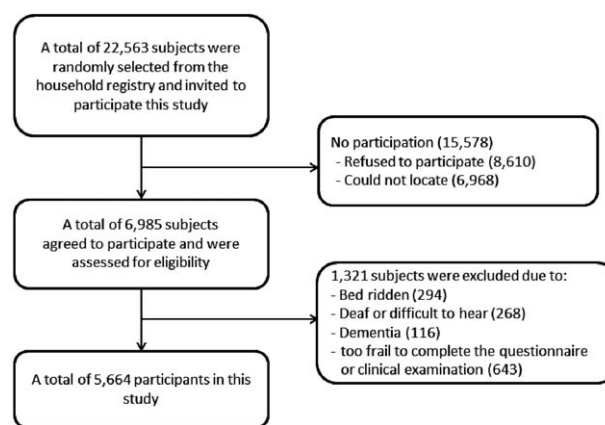 A total of 22,563 subjects were
randomly selected from the
household registry and invited to
participate this study
No participation (15,578)
- Refused to participate (8,610)
- Could not locate (6,968)
A total of 6,985 subjects
agreed to participate and were
assessed for eligibility
1,321 subjects were excluded due to:
- Bed ridden (294)
- Deaf or difficult to hear (268)
- Dementia (116)
- too frail to complete the questionnaire
or clinical examination (643)
A total of 5,664 participants in this
study